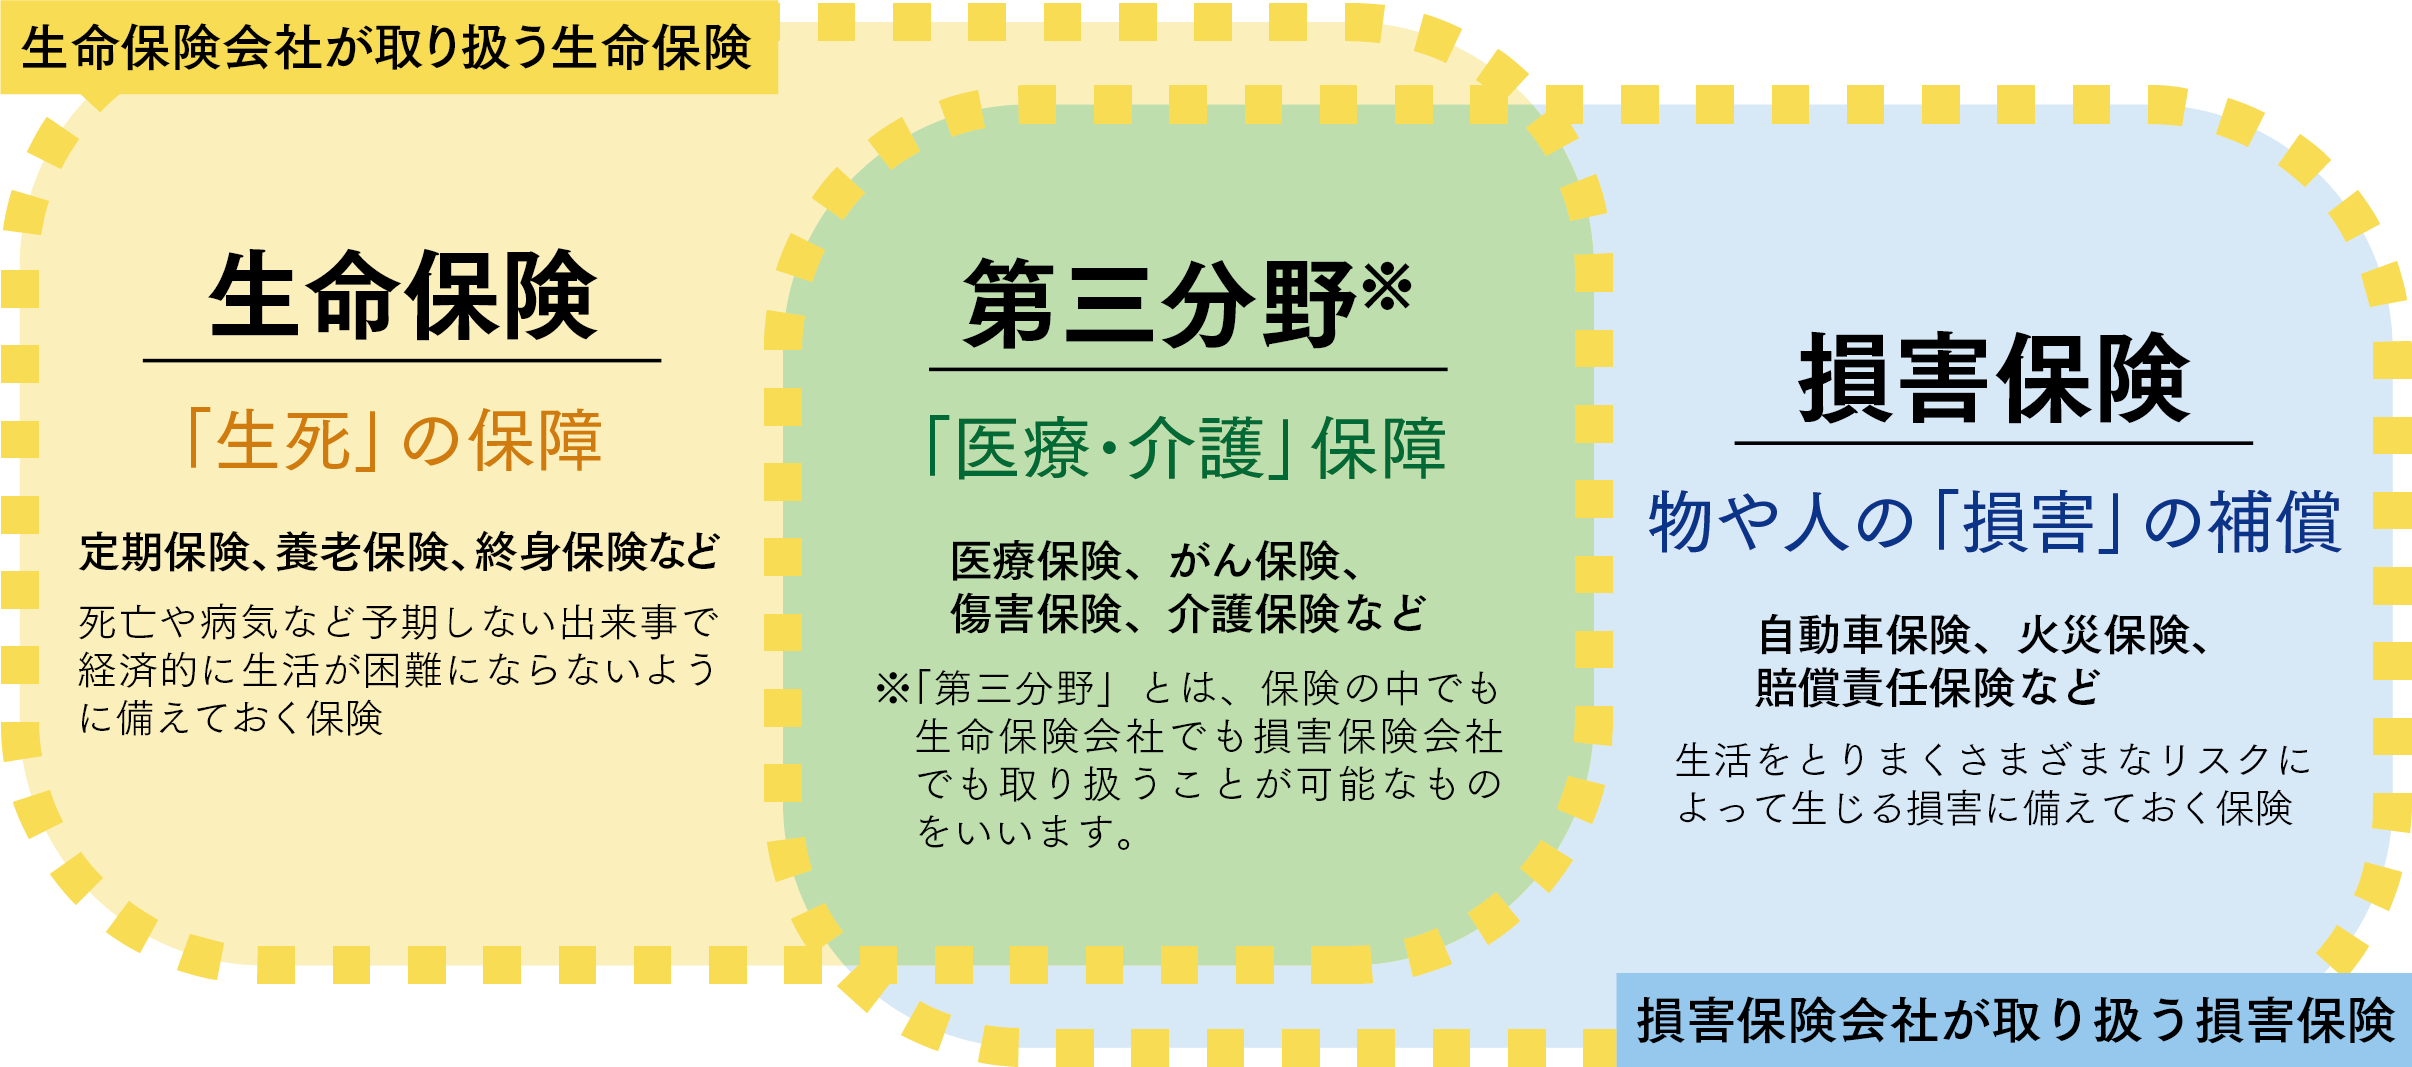 生命保険会社が取り扱う生命保険
生命保険
「生死」の保障
定期保険、養老保険、終身保険など
死亡や病気など予期しない出来事で
経済的に生活が困難にならないよう
に備えておく保険
第三分野※
「医療・介護」保障
医療保険、がん保険、
傷害保険、介護保険など
※「第三分野」とは、保険の中でも
生命保険会社でも損害保険会社
でも取り扱うことが可能なもの
をいいます。
損害保険
物や人の「損害」の補償
自動車保険、火災保険、
賠償責任保険など
生活をとりまくさまざまなリスクに
よって生じる損害に備えておく保険
損害保険会社が取り扱う損害保険